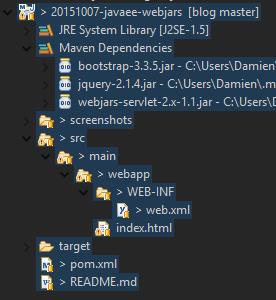 > 20151007-javaee-webjars [blog master]
JRE System Library [J2SE-1.5]
Maven Dependencies
bootstrap-3.3.5.jar - C:\Users\Damien\
jquery-2.1.4.jar - C:\Users\Damien\.m
webjars-servlet-2.x-1.1.jar - C:\Users
> screenshots
> src
> main
> webapp
> WEB-INF
> web.xml
index.html
target
> pom.xml
> README.md